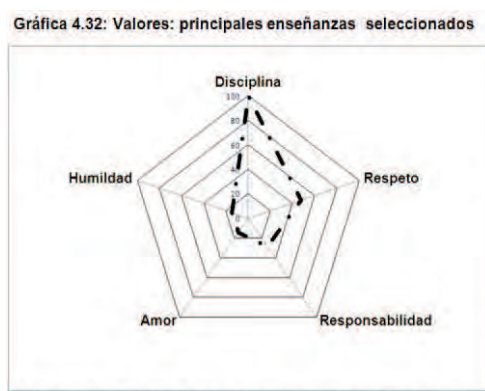 Gráfica 4.32: Valores: principales enseñanzas seleccionados
Disciplina
100
80
60
40
20
0
Humildad
Respeto
Amor
Responsabilidad